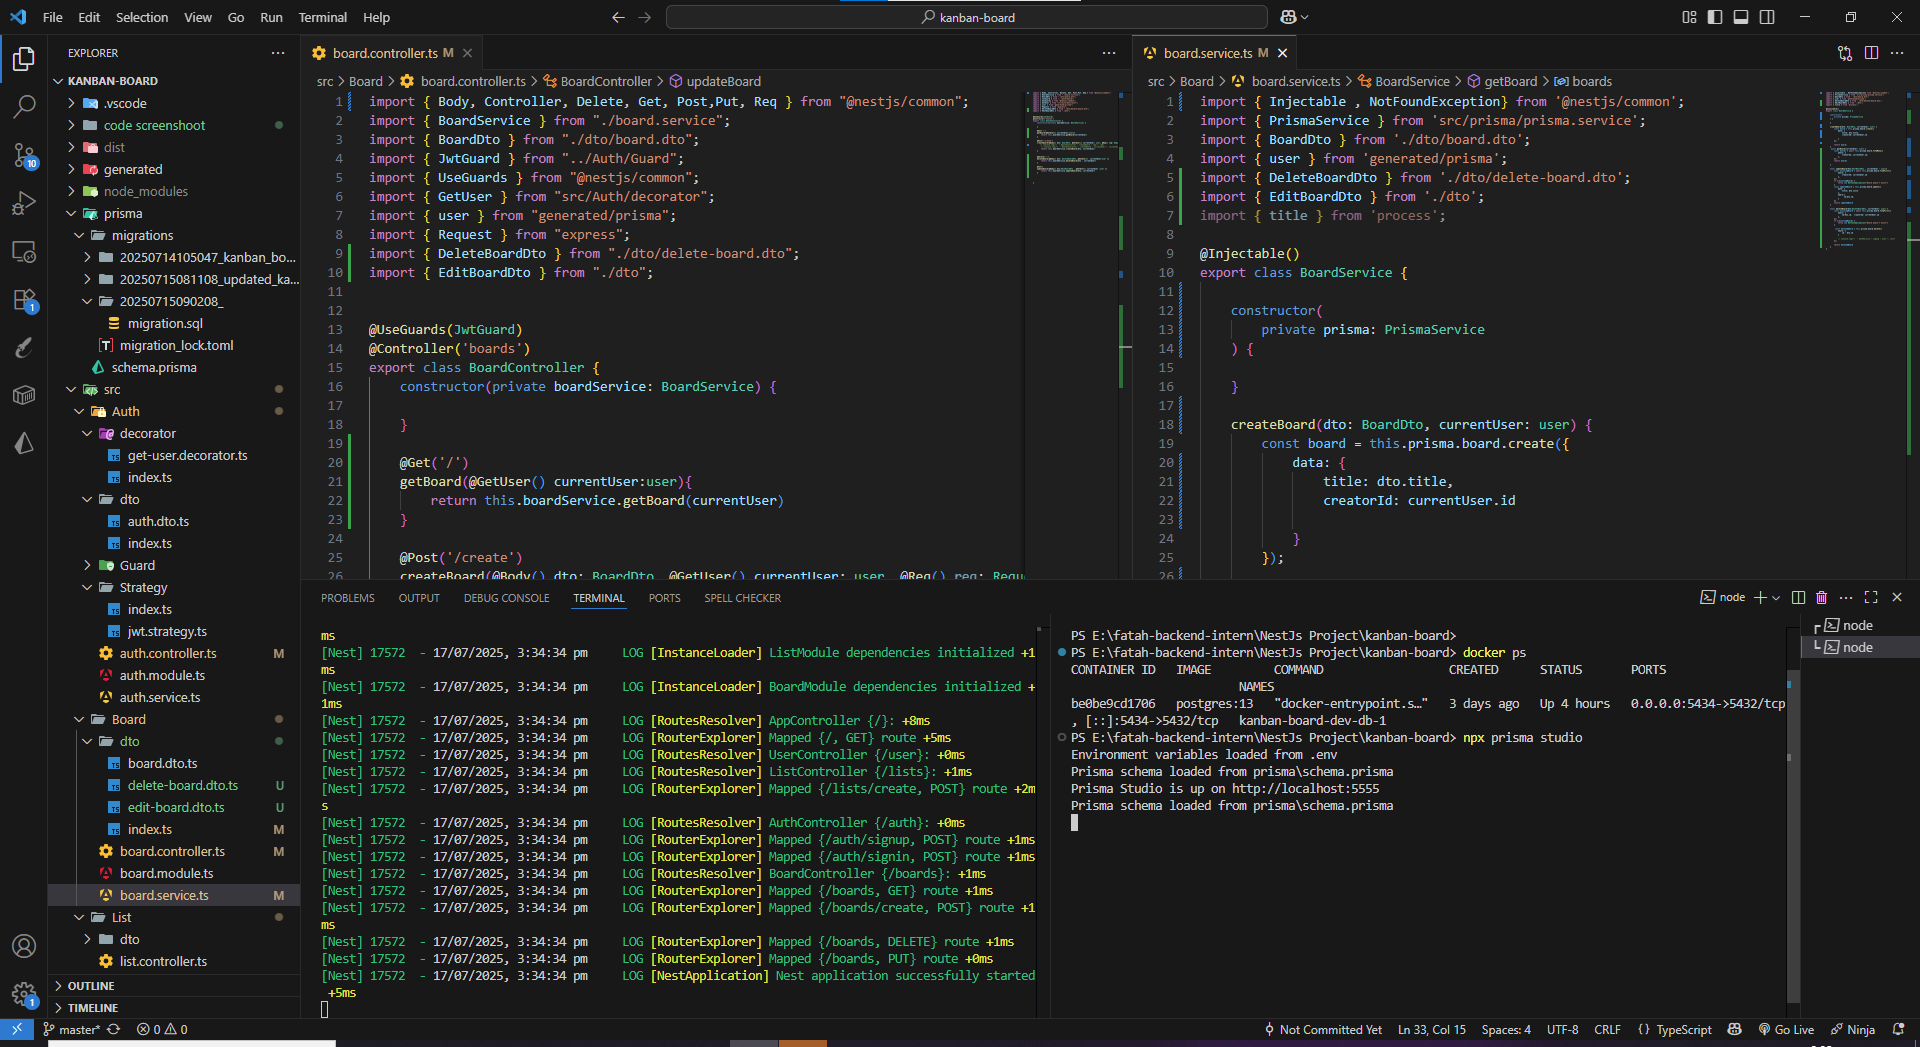 File Edit Selection View Go Run Terminal Help
kanban-board
EXPLORER
KANBAN-BOARD
.vscode
code screenshoot
dist
generated
node_modules
prisma
migrations
20250714105047_kanban_bo...
20250715081108_updated_ka...
20250715090208_
migration.sql
migration_lock.toml
schema.prisma
src
Auth
decorator
get-user.decorator.ts
index.ts
dto
auth.dto.ts
index.ts
Guard
Strategy
index.ts
jwt.strategy.ts
auth.controller.ts M
auth.module.ts
auth.service.ts
Board
dto
board.dto.ts
delete-board.dto.ts U
edit-board.dto.ts U
index.ts M
board.controller.ts M
board.module.ts
board.service.ts M
List
dto
list.controller.ts
OUTLINE
TIMELINE
10
1
1
board.controller.ts M
src > Board > board.controller.ts > BoardController > updateBoard
1 import { Body, Controller, Delete, Get, Post,Put, Req } from "@nestjs/common";
2 import { BoardService } from "./board.service";
3 import { BoardDto } from "./dto/board.dto";
4 import { JwtGuard } from "../Auth/Guard";
5 import { UseGuards } from "@nestjs/common";
6 import { GetUser } from "src/Auth/decorator";
7 import { user } from "generated/prisma";
8 import { Request } from "express";
9 import { DeleteBoardDto } from "./dto/delete-board.dto";
10 import { EditBoardDto } from "./dto";
11
12
13 @UseGuards(JwtGuard)
14 @Controller('boards')
15 export class BoardController {
16 constructor(private boardService: BoardService) {
17
18 }
19
20 @Get('/')
21 getBoard(@GetUser() currentUser:user){
22 return this.boardService.getBoard(currentUser)
23 }
24
25 @Post('/create')
26 createBoard(@Body() dto: BoardDto, @GetUser() currentUser: user, @Req() req: Requ
board.service.ts M
src > Board > board.service.ts > BoardService > getBoard > boards
1 import { Injectable , NotFoundException} from '@nestjs/common';
2 import { PrismaService } from 'src/prisma/prisma.service';
3 import { BoardDto } from './dto/board.dto';
4 import { user } from 'generated/prisma';
5 import { DeleteBoardDto } from './dto/delete-board.dto';
6 import { EditBoardDto } from './dto';
7 import { title } from 'process';
8
9 @Injectable()
10 export class BoardService {
11
12 constructor(
13 private prisma: PrismaService
14 ) {
15
16 }
17
18 createBoard(dto: BoardDto, currentUser: user) {
19 const board = this.prisma.board.create({
20 data: {
21 title: dto.title,
22 creatorId: currentUser.id
23
24 }
25 });
26
PROBLEMS OUTPUT DEBUG CONSOLE TERMINAL PORTS SPELL CHECKER
node
ms
[Nest] 17572 - 17/07/2025, 3:34:34 pm LOG [InstanceLoader] ListModule dependencies initialized +1
ms
[Nest] 17572 - 17/07/2025, 3:34:34 pm LOG [InstanceLoader] BoardModule dependencies initialized +
1ms
[Nest] 17572 - 17/07/2025, 3:34:34 pm LOG [RoutesResolver] AppController {/}: +8ms
[Nest] 17572 - 17/07/2025, 3:34:34 pm LOG [RouterExplorer] Mapped {/, GET} route +5ms
[Nest] 17572 - 17/07/2025, 3:34:34 pm LOG [RoutesResolver] UserController {/user}: +0ms
[Nest] 17572 - 17/07/2025, 3:34:34 pm LOG [RoutesResolver] ListController {/lists}: +1ms
[Nest] 17572 - 17/07/2025, 3:34:34 pm LOG [RouterExplorer] Mapped {/lists/create, POST} route +2m
s
[Nest] 17572 - 17/07/2025, 3:34:34 pm LOG [RoutesResolver] AuthController {/auth}: +0ms
[Nest] 17572 - 17/07/2025, 3:34:34 pm LOG [RouterExplorer] Mapped {/auth/signup, POST} route +1ms
[Nest] 17572 - 17/07/2025, 3:34:34 pm LOG [RouterExplorer] Mapped {/auth/signin, POST} route +1ms
[Nest] 17572 - 17/07/2025, 3:34:34 pm LOG [RoutesResolver] BoardController {/boards}: +1ms
[Nest] 17572 - 17/07/2025, 3:34:34 pm LOG [RouterExplorer] Mapped {/boards, GET} route +1ms
[Nest] 17572 - 17/07/2025, 3:34:34 pm LOG [RouterExplorer] Mapped {/boards/create, POST} route +1
ms
[Nest] 17572 - 17/07/2025, 3:34:34 pm LOG [RouterExplorer] Mapped {/boards, DELETE} route +1ms
[Nest] 17572 - 17/07/2025, 3:34:34 pm LOG [RouterExplorer] Mapped {/boards, PUT} route +0ms
[Nest] 17572 - 17/07/2025, 3:34:34 pm LOG [NestApplication] Nest application successfully started
+5ms
PS E:\fatah-backend-intern\NestJs Project\kanban-board>
PS E:\fatah-backend-intern\NestJs Project\kanban-board> docker ps
CONTAINER ID IMAGE COMMAND CREATED STATUS PORTS
NAMES
be0be9cd1706 postgres:13 "docker-entrypoint.s…" 3 days ago Up 4 hours 0.0.0.0:5434->5432/tcp
, [::]:5434->5432/tcp kanban-board-dev-db-1
PS E:\fatah-backend-intern\NestJs Project\kanban-board> npx prisma studio
Environment variables loaded from .env
Prisma schema loaded from prisma\schema.prisma
Prisma Studio is up on http://localhost:5555
Prisma schema loaded from prisma\schema.prisma
node
node
master* 0 0
Not Committed Yet Ln 33, Col 15 Spaces: 4 UTF-8 CRLF {} TypeScript Go Live Ninja